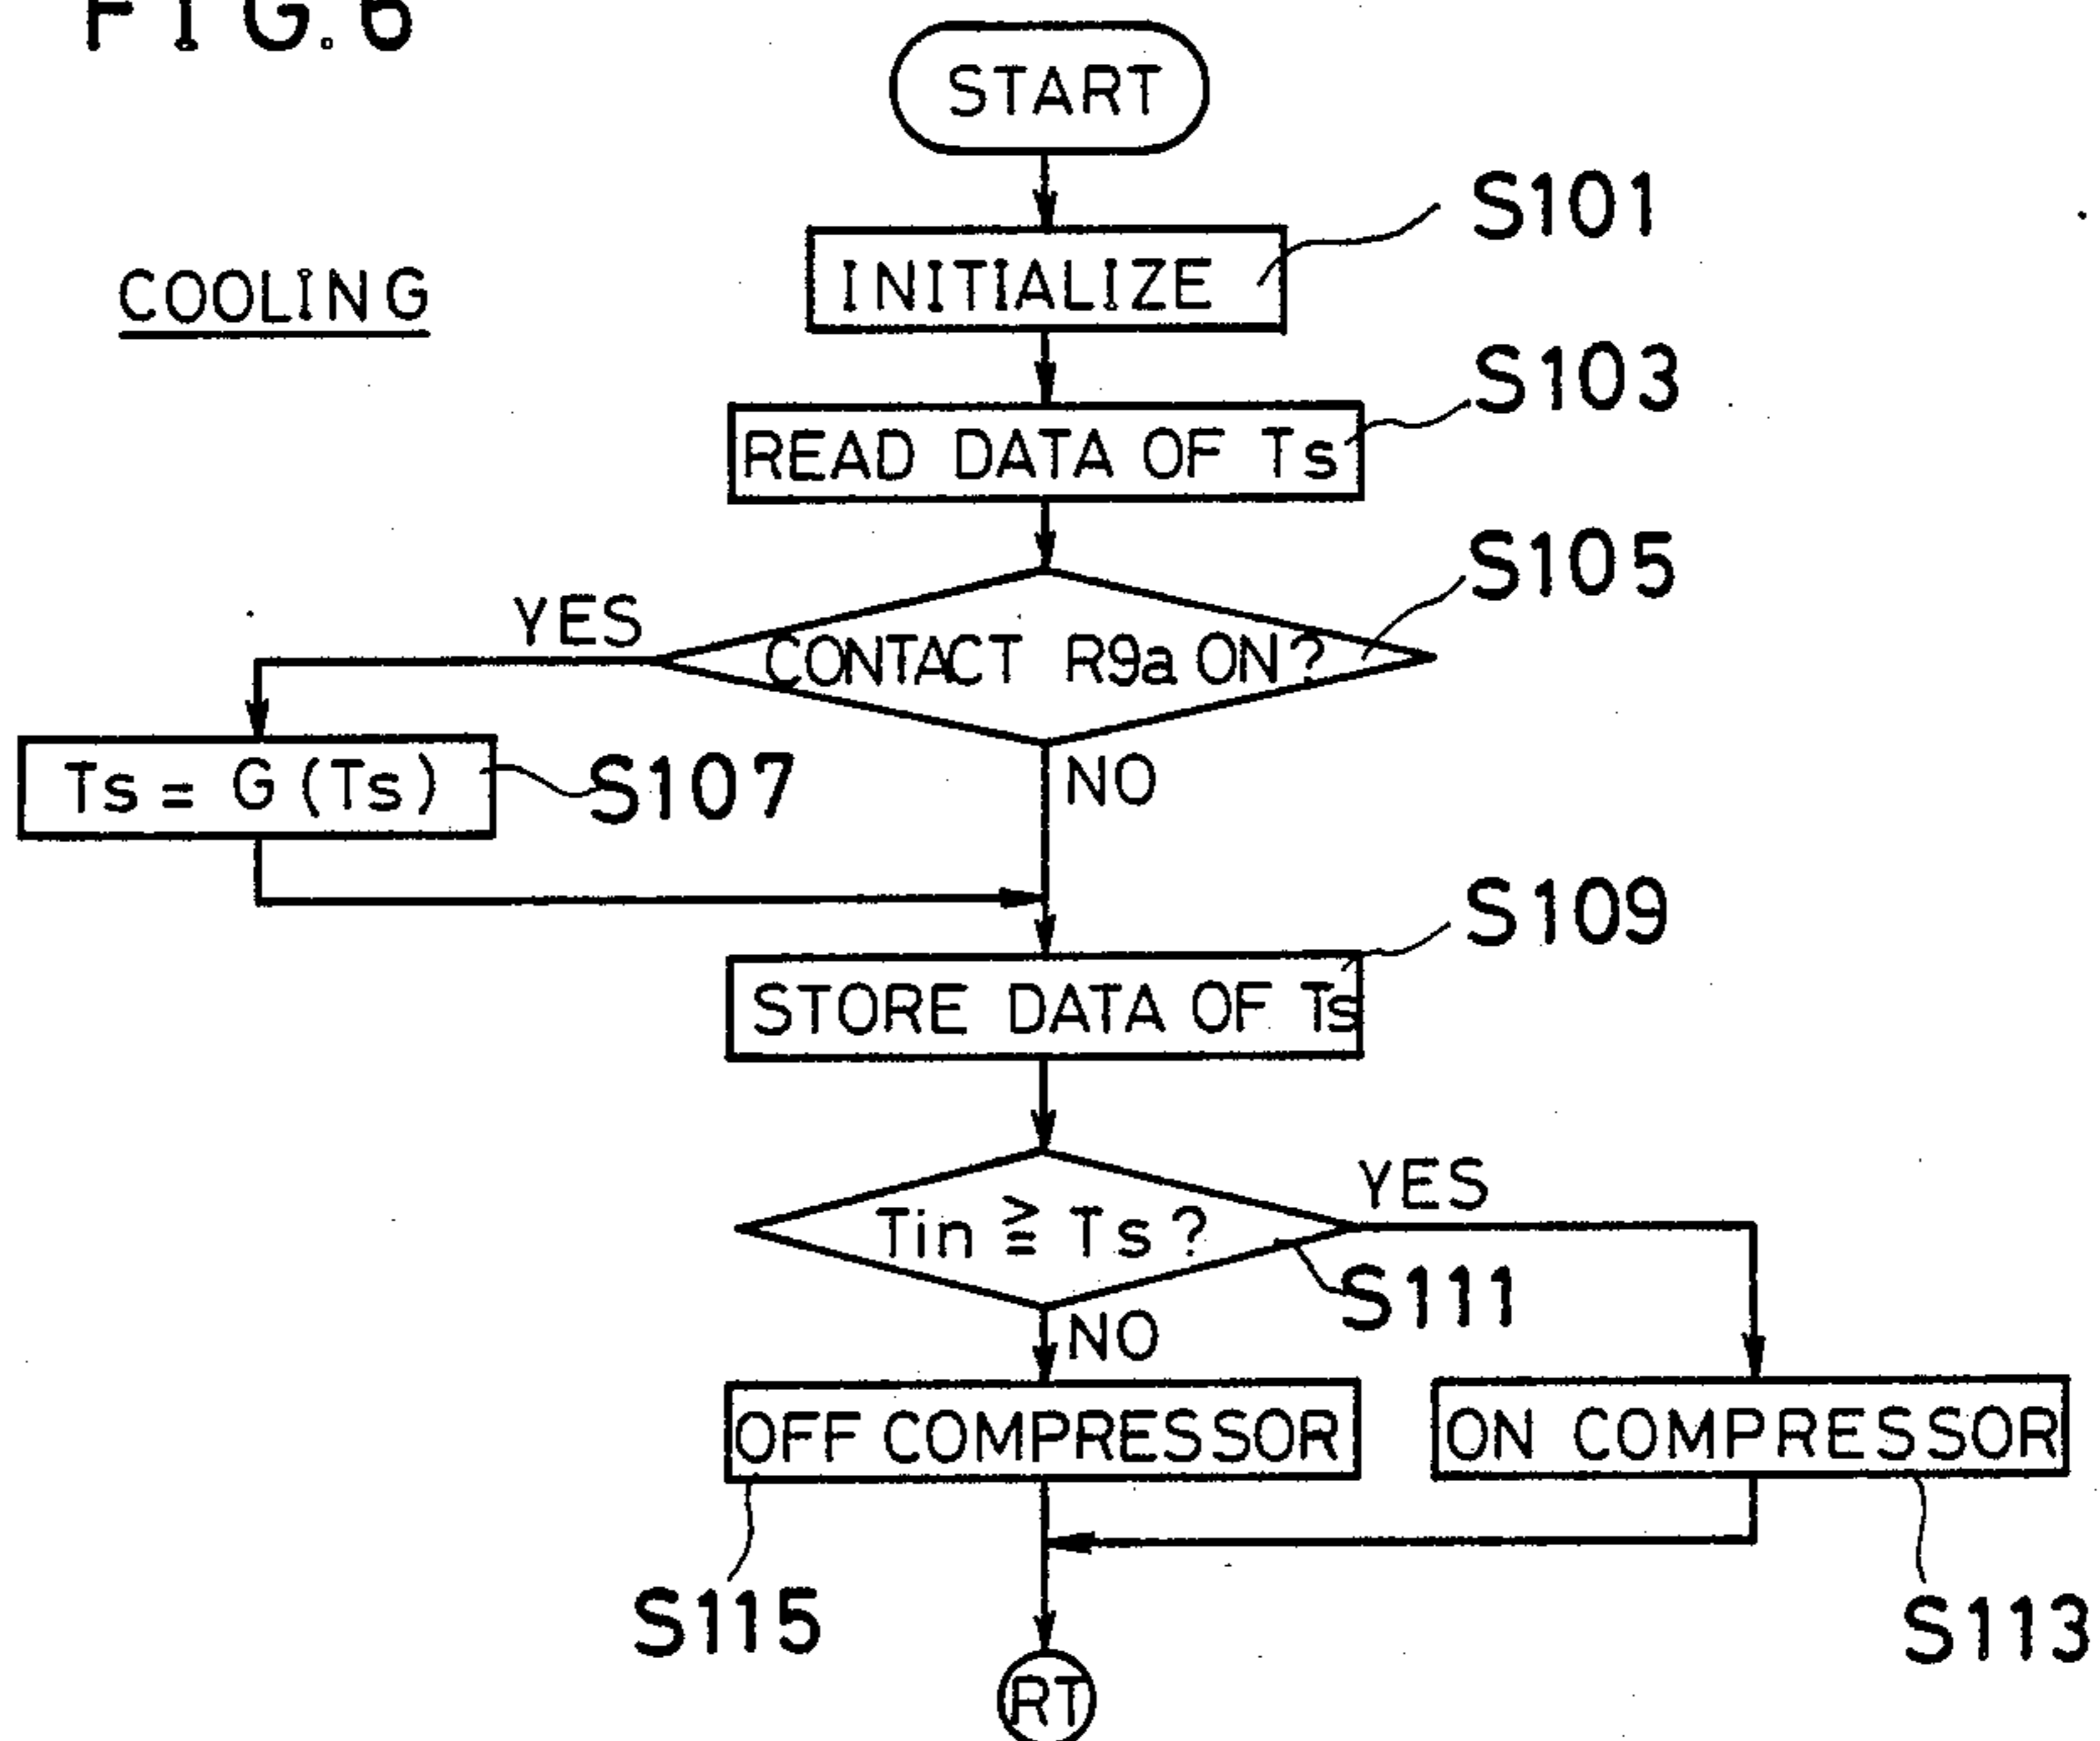 FIG.6
START
S101
INITIALIZE
COOLING
S103
READ DATA OF Ts
S105
YES
CONTACT R9a ON?
Ts = G (Ts)
S107
NO
S109
STORE DATA OF Ts
YES
Tin ≧ Ts ?
S111
NO
OFF COMPRESSOR
ON COMPRESSOR
S115
S113
RT